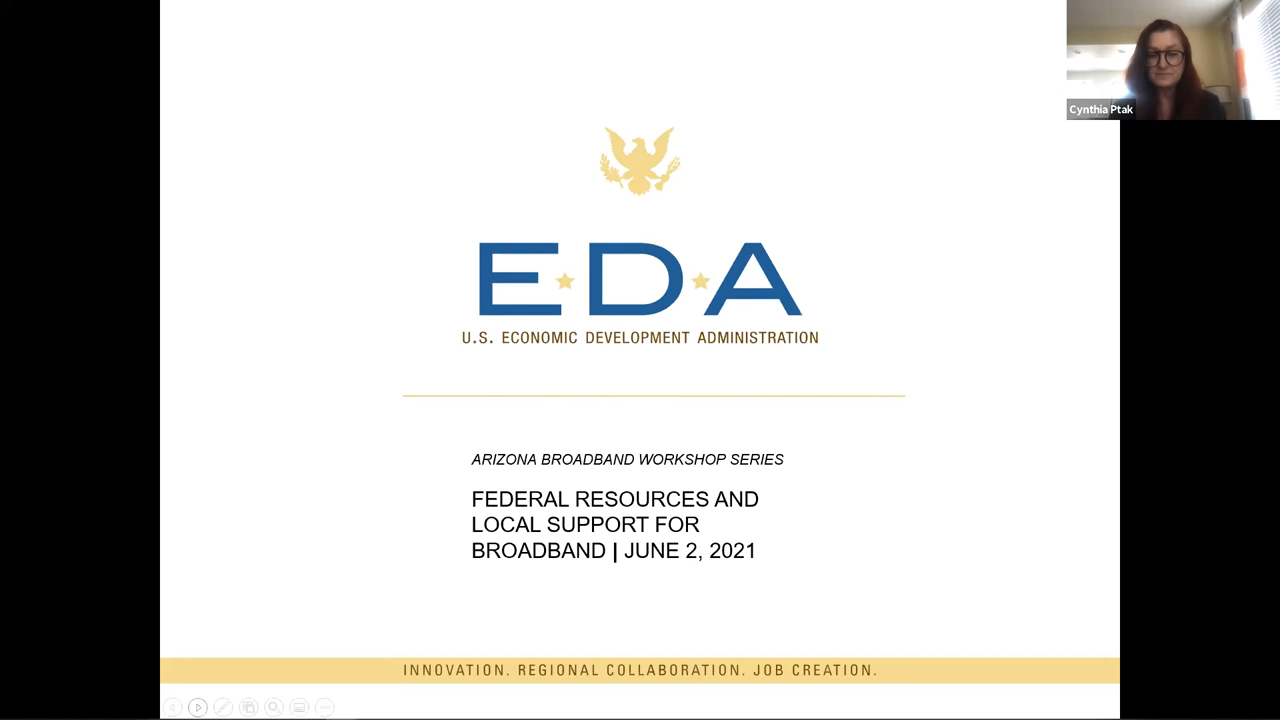 Cynthia Ptak
E★D★A
U.S. ECONOMIC DEVELOPMENT ADMINISTRATION
ARIZONA BROADBAND WORKSHOP SERIES
FEDERAL RESOURCES AND
LOCAL SUPPORT FOR
BROADBAND | JUNE 2, 2021
INNOVATION. REGIONAL COLLABORATION. JOB CREATION.